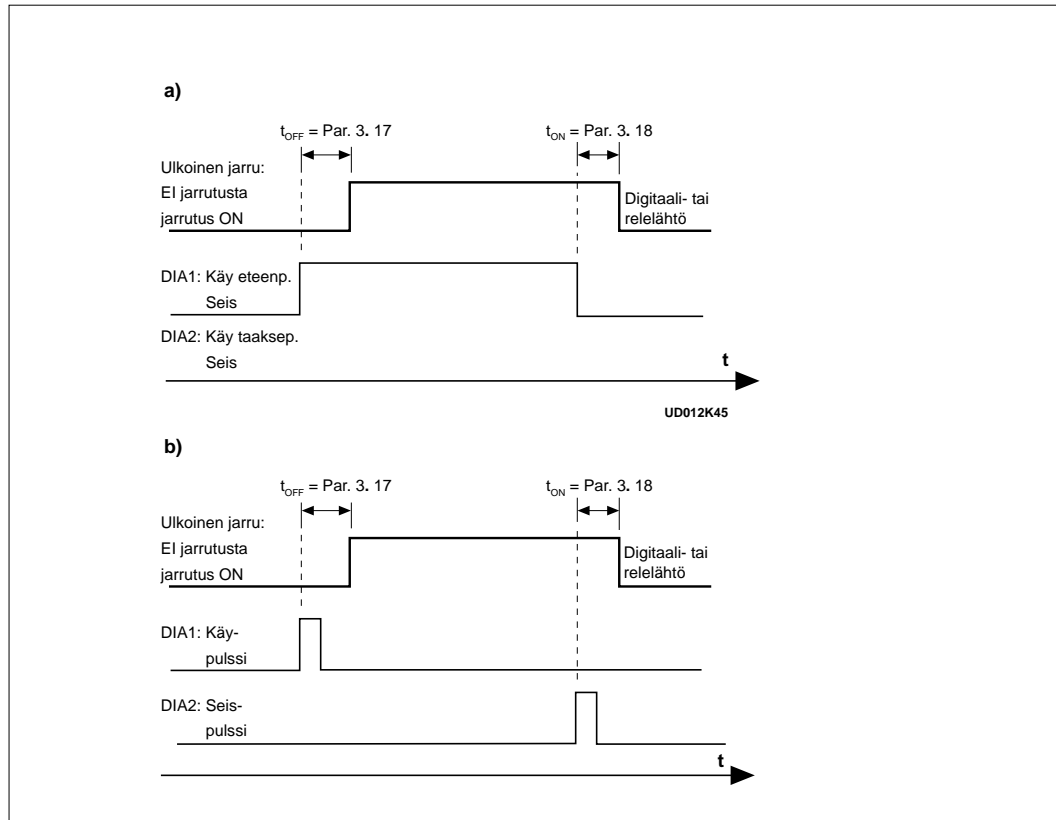 a)
tOFF = Par. 3. 17
tON = Par. 3. 18
Ulkoinen jarru:
EI jarrutusta
jarrutus ON
Digitaali- tai
relelähtö
DIA1: Käy eteenp.
Seis
DIA2: Käy taaksep.
Seis
t
UD012K45
b)
tOFF = Par. 3. 17
tON = Par. 3. 18
Ulkoinen jarru:
EI jarrutusta
jarrutus ON
Digitaali- tai
relelähtö
DIA1: Käy-
pulssi
DIA2: Seis-
pulssi
t